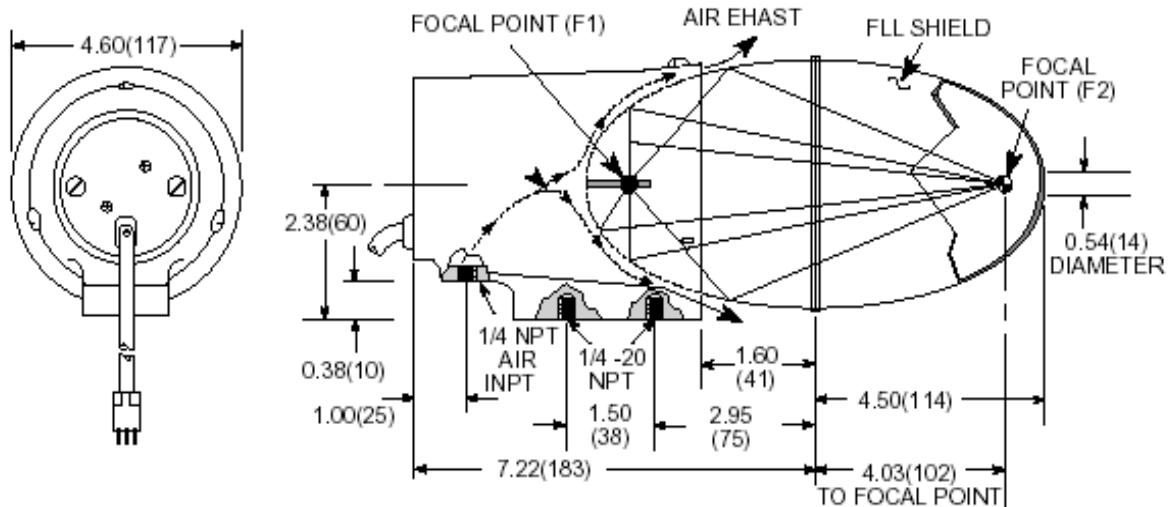 4.60(117)
FOCAL POINT (F1)
AIR EHAST
FLL SHIELD
FOCAL
POINT (F2)
2.38(60)
0.54(14)
DIAMETER
0.38(10)
1/4 NPT
AIR
INPT
1/4 -20
NPT
1.60
(41)
1.00(25)
1.50
(38)
2.95
(75)
4.50(114)
7.22(183)
4.03(102)
TO FOCAL POINT